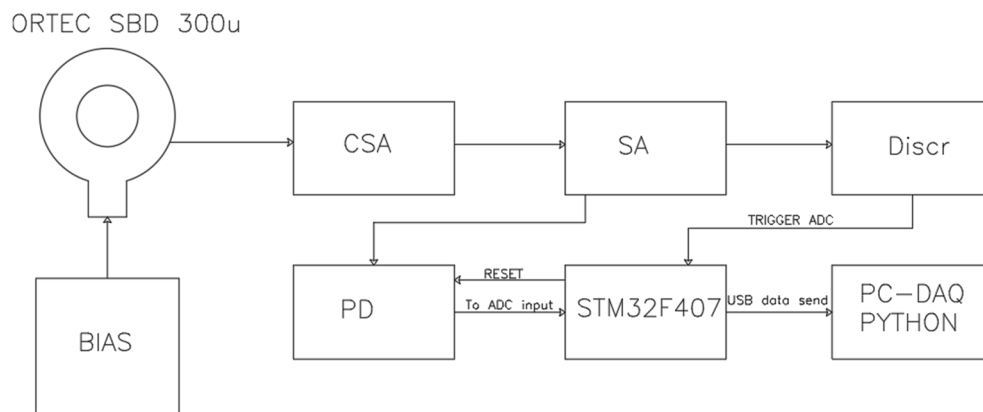 ORTEC SBD 300u
CSA
SA
Discr
TRIGGER ADC
BIAS
PD
RESET
To ADC input
STM32F407
USB data send
PC-DAQ
PYTHON